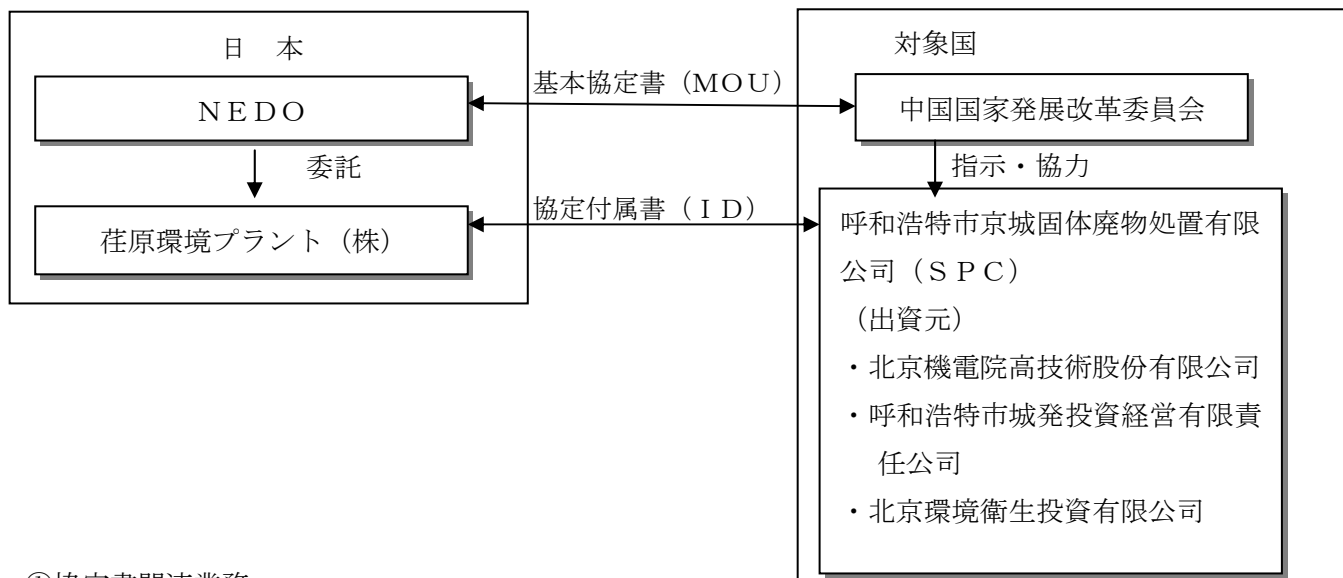 日　本
対象国
基本協定書（ＭＯＵ）
ＮＥＤＯ
中国国家発展改革委員会
委託
指示・協力
協定付属書（ＩＤ）
荏原環境プラント（株）
呼和浩特市京城固体廃物処置有限
公司（ＳＰＣ）
（出資元）
・北京機電院高技術股份有限公司
・呼和浩特市城発投資経営有限責
任公司
・北京環境衛生投資有限公司